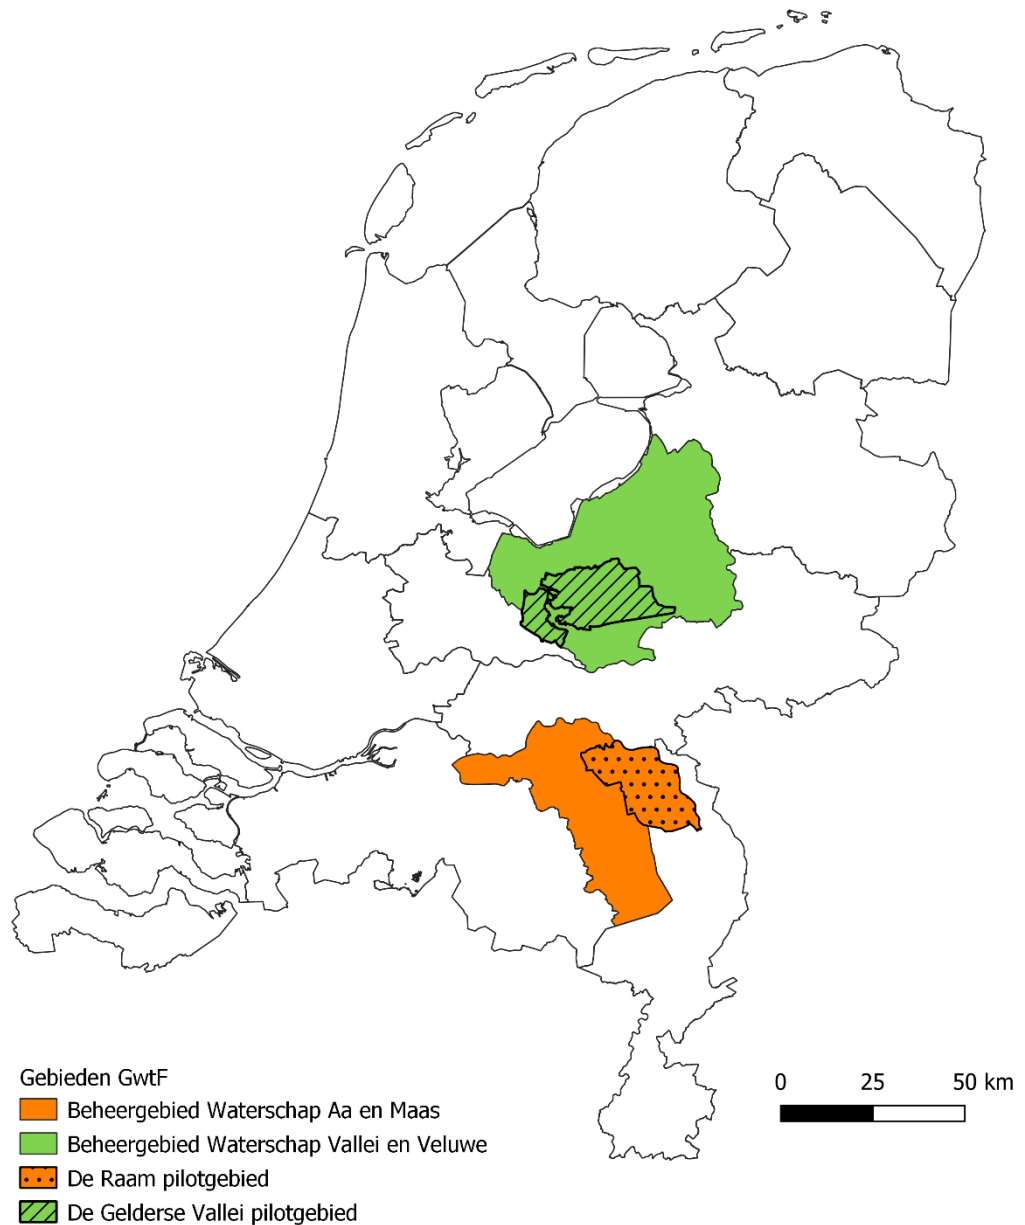 Gebieden GwtF
Beheergebied Waterschap Aa en Maas
Beheergebied Waterschap Vallei en Veluwe
De Raam pilotgebied
De Gelderse Vallei pilotgebied
0 25 50 km